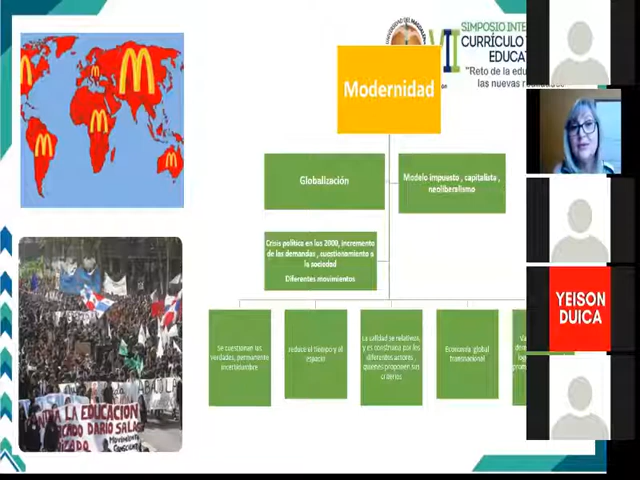 SIMPOSIO INTE
CURRÍCULO
EDUCA
"Reto de la edu
las nuevas
Modernidad
Globalización
Modelo impuesto , capitalista ,
neoliberalismo
Crisis política en los 2000, incremento
de las demandas , cuestionamiento a
la sociedad
Diferentes movimientos
Se cuestionan las
verdades, permanente
incertidumbre
reduce el tiempo y el
espacio
La calidad se relativiza,
y es construida por los
diferentes actores ,
quienes proponen sus
criterios
Economía global
transnacional
YEISON
DUICA
LA EDUCACION
RCADO DARIO SALAS
MOVIMIENTO